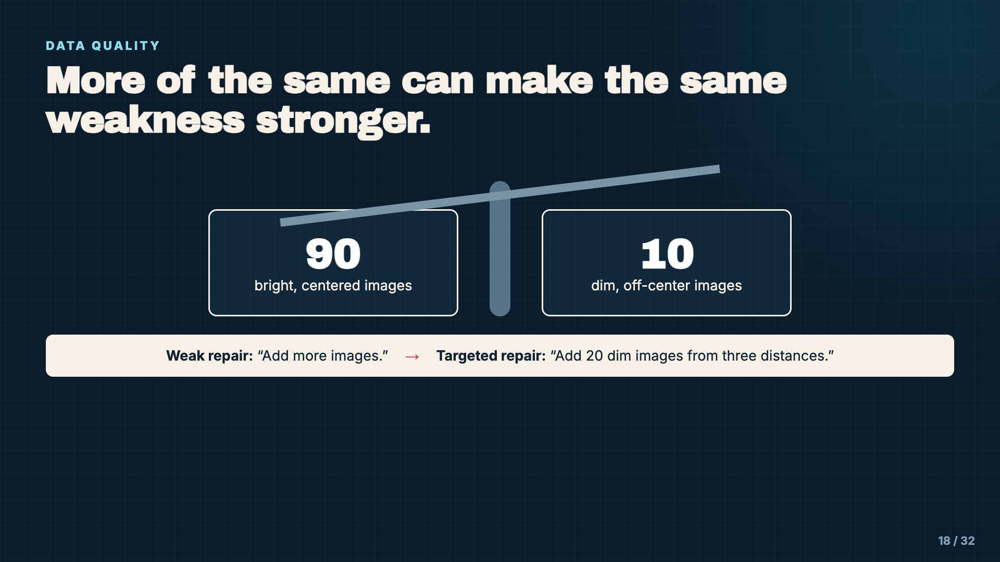 DATA QUALITY
More of the same can make the same
weakness stronger.
90
bright, centered images
10
dim, off-center images
Weak repair: “Add more images.” → Targeted repair: “Add 20 dim images from three distances.”
18 / 32